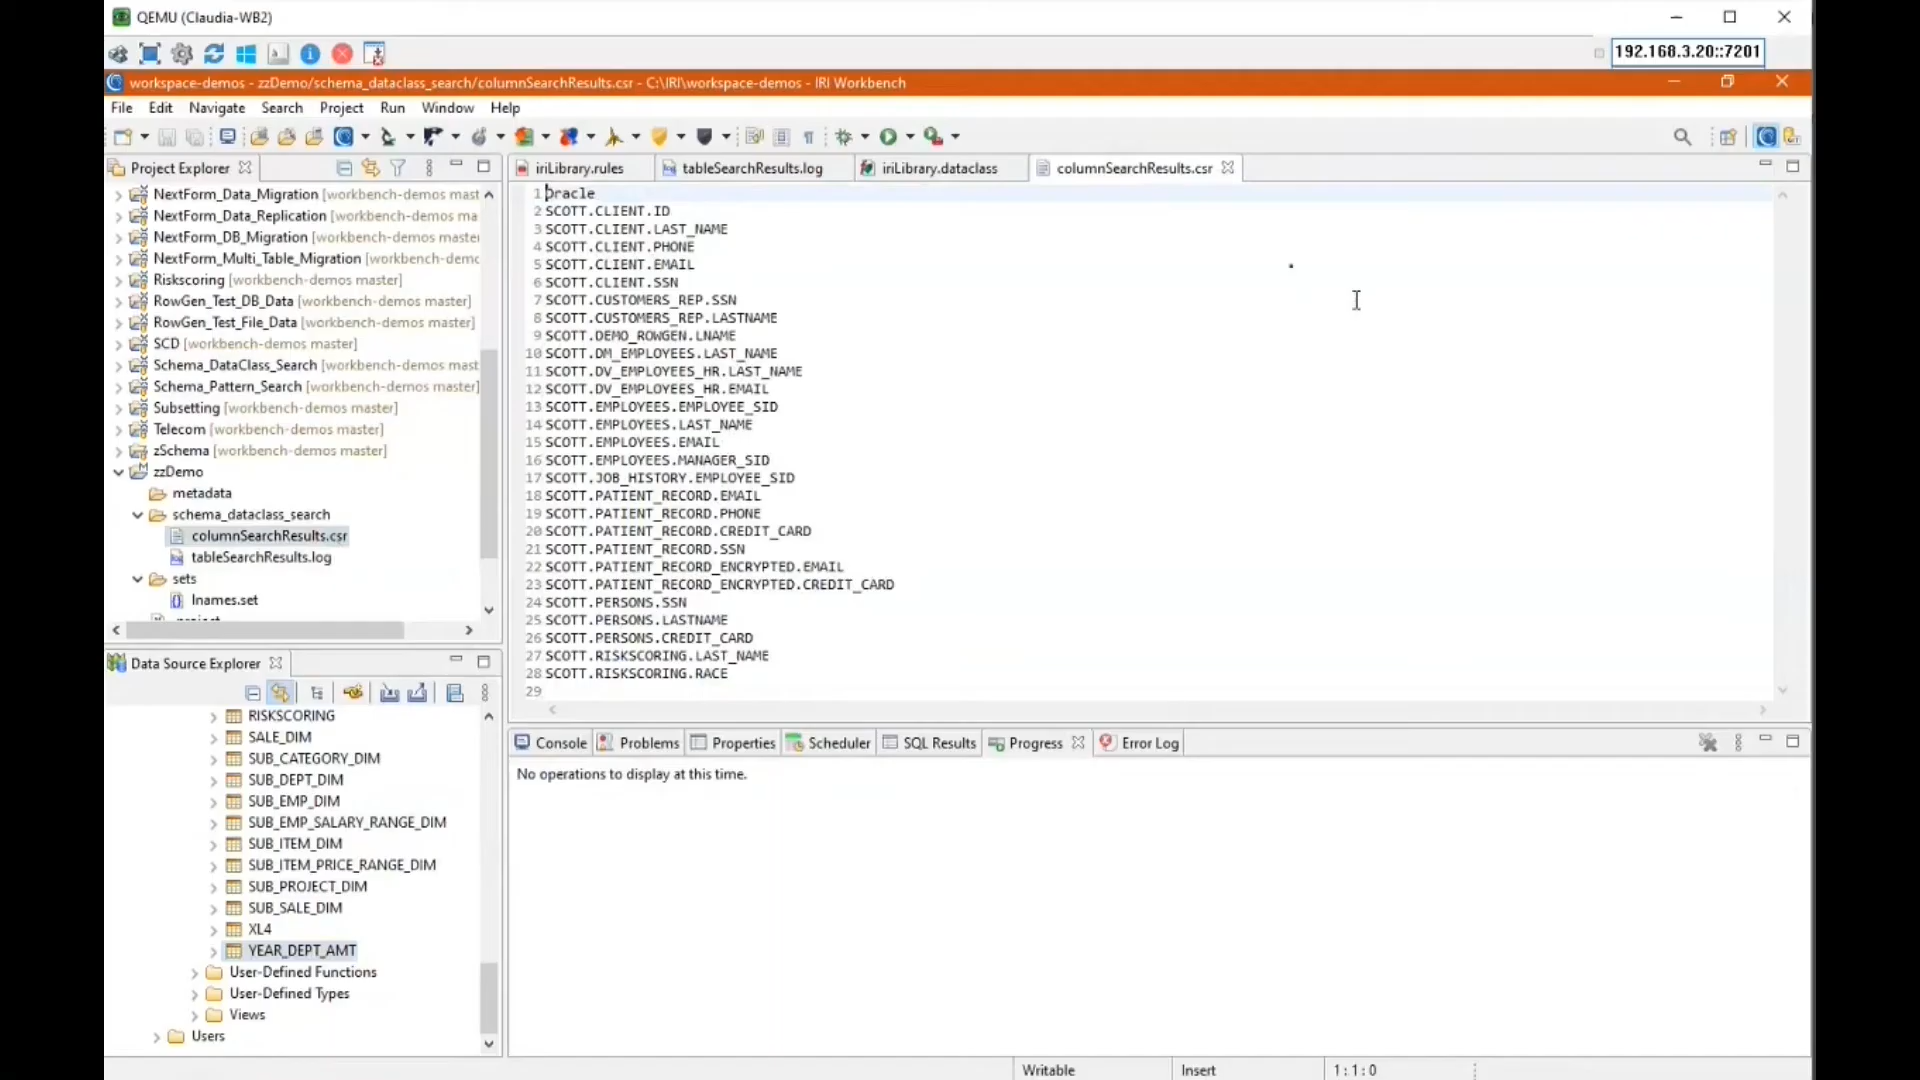 QEMU (Claudia-WB2)
192.168.3.20::7201
workspace-demos - zzDemo/schema_dataclass_search/columnSearchResults.csr - C:\IRI\workspace-demos - IRI Workbench
File Edit Navigate Search Project Run Window Help
Project Explorer
NextForm_Data_Migration [workbench-demos mast
NextForm_Data_Replication [workbench-demos ma
NextForm_DB_Migration [workbench-demos master
NextForm_Multi_Table_Migration [workbench-demo
Riskscoring [workbench-demos master]
RowGen_Test_DB_Data [workbench-demos master]
RowGen_Test_File_Data [workbench-demos master]
SCD [workbench-demos master]
Schema_DataClass_Search [workbench-demos mast
Schema_Pattern_Search [workbench-demos master]
Subsetting [workbench-demos master]
Telecom [workbench-demos master]
zSchema [workbench-demos master]
zzDemo
metadata
schema_dataclass_search
columnSearchResults.csr
tableSearchResults.log
sets
lnames.set
.project
Data Source Explorer
RISKSCORING
SALE_DIM
SUB_CATEGORY_DIM
SUB_DEPT_DIM
SUB_EMP_DIM
SUB_EMP_SALARY_RANGE_DIM
SUB_ITEM_DIM
SUB_ITEM_PRICE_RANGE_DIM
SUB_PROJECT_DIM
SUB_SALE_DIM
XL4
YEAR_DEPT_AMT
User-Defined Functions
User-Defined Types
Views
Users
iriLibrary.rules tableSearchResults.log iriLibrary.dataclass columnSearchResults.csr
1 Oracle
2 SCOTT.CLIENT.ID
3 SCOTT.CLIENT.LAST_NAME
4 SCOTT.CLIENT.PHONE
5 SCOTT.CLIENT.EMAIL
6 SCOTT.CLIENT.SSN
7 SCOTT.CUSTOMERS_REP.SSN
8 SCOTT.CUSTOMERS_REP.LASTNAME
9 SCOTT.DEMO_ROWGEN.LNAME
10 SCOTT.DM_EMPLOYEES.LAST_NAME
11 SCOTT.DV_EMPLOYEES_HR.LAST_NAME
12 SCOTT.DV_EMPLOYEES_HR.EMAIL
13 SCOTT.EMPLOYEES.EMPLOYEE_SID
14 SCOTT.EMPLOYEES.LAST_NAME
15 SCOTT.EMPLOYEES.EMAIL
16 SCOTT.EMPLOYEES.MANAGER_SID
17 SCOTT.JOB_HISTORY.EMPLOYEE_SID
18 SCOTT.PATIENT_RECORD.EMAIL
19 SCOTT.PATIENT_RECORD.PHONE
20 SCOTT.PATIENT_RECORD.CREDIT_CARD
21 SCOTT.PATIENT_RECORD.SSN
22 SCOTT.PATIENT_RECORD_ENCRYPTED.EMAIL
23 SCOTT.PATIENT_RECORD_ENCRYPTED.CREDIT_CARD
24 SCOTT.PERSONS.SSN
25 SCOTT.PERSONS.LASTNAME
26 SCOTT.PERSONS.CREDIT_CARD
27 SCOTT.RISKSCORING.LAST_NAME
28 SCOTT.RISKSCORING.RACE
29
Console Problems Properties Scheduler SQL Results Progress Error Log
No operations to display at this time.
Writable Insert 1:1:0